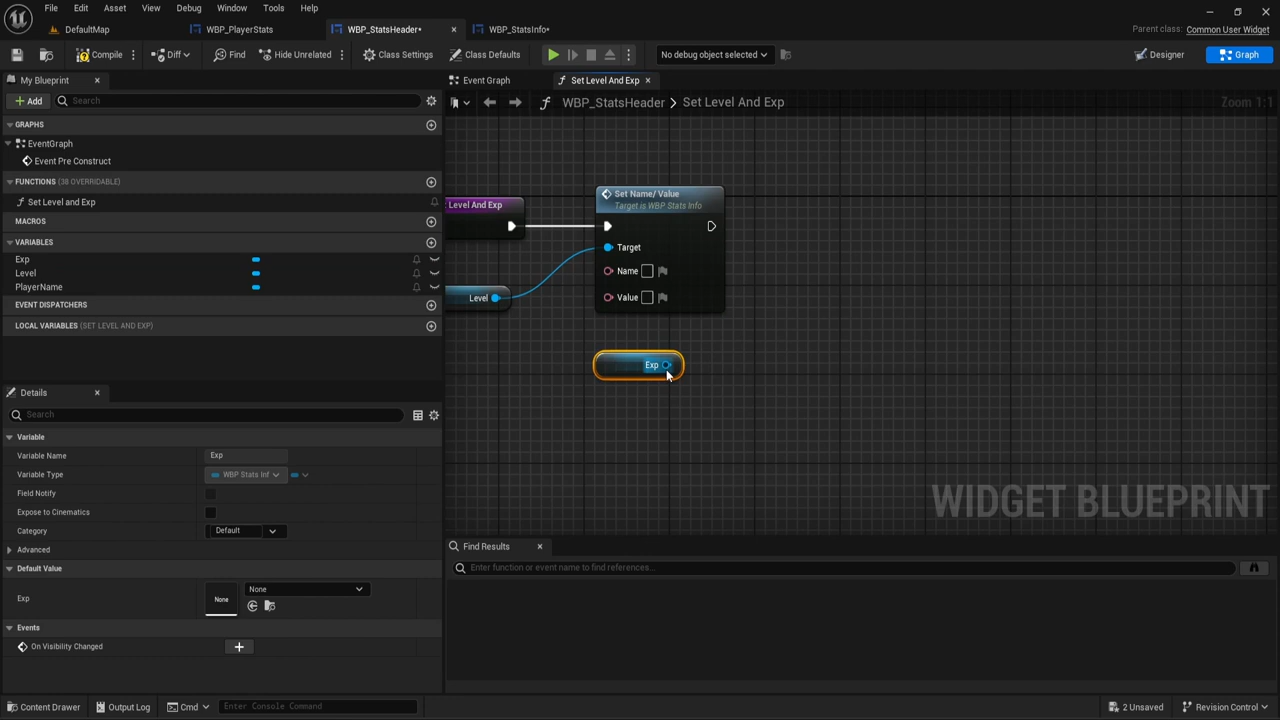 File Edit Asset View Debug Window Tools Help
DefaultMap WBP_PlayerStats WBP_StatsHeader• WBP_StatsInfo•
Parent class: Common User Widget
Compile Diff Find Hide Unrelated Class Settings Class Defaults No debug object selected Designer Graph
My Blueprint
Event Graph Set Level And Exp
Add Search
WBP_StatsHeader > Set Level And Exp Zoom 1:1
GRAPHS
EventGraph
Event Pre Construct
FUNCTIONS (38 OVERRIDABLE)
Set Level and Exp
MACROS
VARIABLES
Exp
Level
PlayerName
EVENT DISPATCHERS
LOCAL VARIABLES (SET LEVEL AND EXP)
Level And Exp
Set Name/ Value
Target is WBP Stats Info
Target
Name
Level
Value
Exp
WIDGET BLUEPRINT
Details
Search
Variable
Variable Name Exp
Variable Type WBP Stats Inf
Field Notify
Expose to Cinematics
Category Default
Advanced
Default Value
Exp None None
Events
On Visibility Changed
Find Results
Enter function or event name to find references...
Content Drawer Output Log Cmd Enter Console Command 2 Unsaved Revision Control